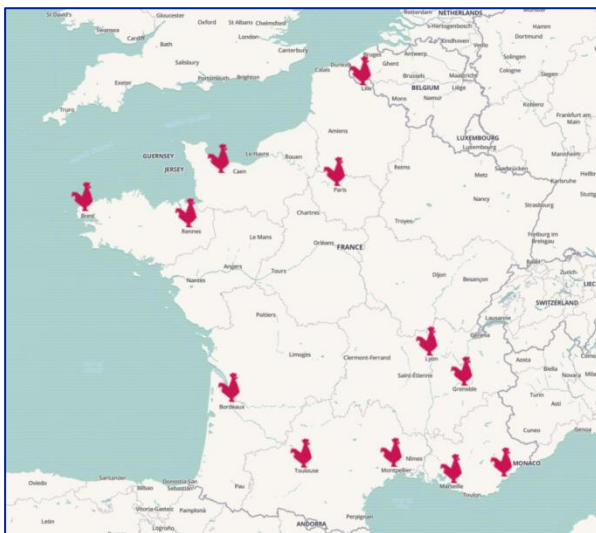 St David's
Gloucester
St Albans
Chelmsford
Rotterdam
NETHERLANDS
Münster
Swansea
Oxford
's-Hertogenbosch
Hamm
Cardiff
Bath
London
Eindhoven
Dortmund
Canterbury
Bruges
Antwerp
Venlo
Salisbury
Ghent
Solingen
Calais
Dunkirk
Brussels
Maastricht
Cologne
Siegen
Exeter
Portsmouth
Brighton
Lille
BELGIUM
Liège
Mons
Namur
Koblenz
Truro
Frankfurt am
Main
Amiens
LUXEMBOURG
Luxembourg
Mannheim
GUERNSEY
Le Havre
Rouen
Saarbrücken
JERSEY
Caen
Reims
Metz
Karlsruhe
Paris
Nancy
Strasbourg
Brest
Chartres
Troyes
Rennes
Freiburg im
Breisgau
Le Mans
Orléans
FRANCE
Basel
Angers
Tours
Dijon
Besançon
Zurich
Nantes
SWITZERLAND
Poitiers
Lausanne
Geneva
Limoges
Clermont-Ferrand
Lyon
Aosta
Biella
Saint-Étienne
Novara
Grenoble
Turin
Asti
Bordeaux
Cuneo
Genoa
Toulouse
Montpellier
Nîmes
MONACO
Marseille
Toulon
Oviedo
Santander
Bilbao
Donostia-San
Sebastián
Pau
Vitoria-Gasteiz
Pamplona
León
Logroño
Perpignan
ANDORRA